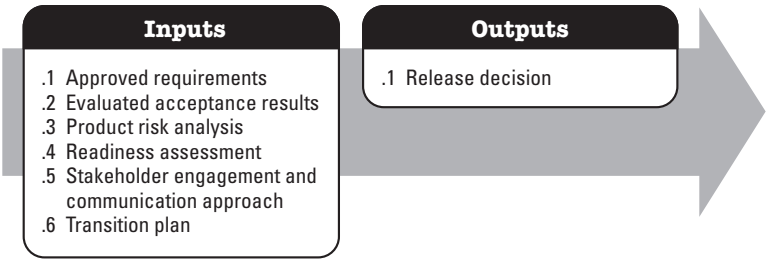 Inputs
.1 Approved requirements
.2 Evaluated acceptance results
.3 Product risk analysis
.4 Readiness assessment
.5 Stakeholder engagement and
communication approach
.6 Transition plan
Outputs
.1 Release decision